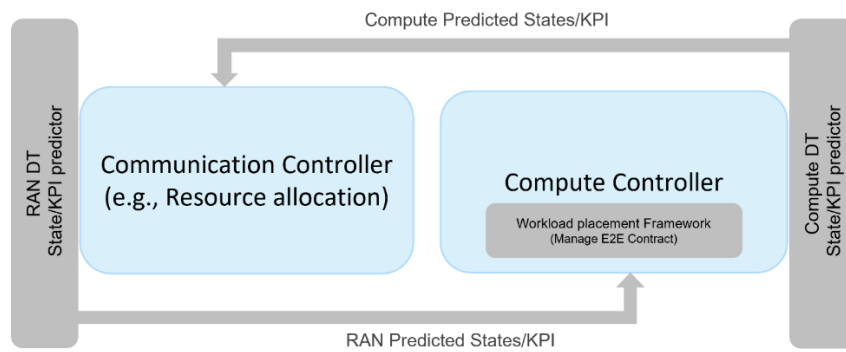 Compute Predicted States/KPI
RAN DT
State/KPI predictor
Communication Controller
(e.g., Resource allocation)
Compute Controller
Workload placement Framework
(Manage E2E Contract)
Compute DT
State/KPI predictor
RAN Predicted States/KPI